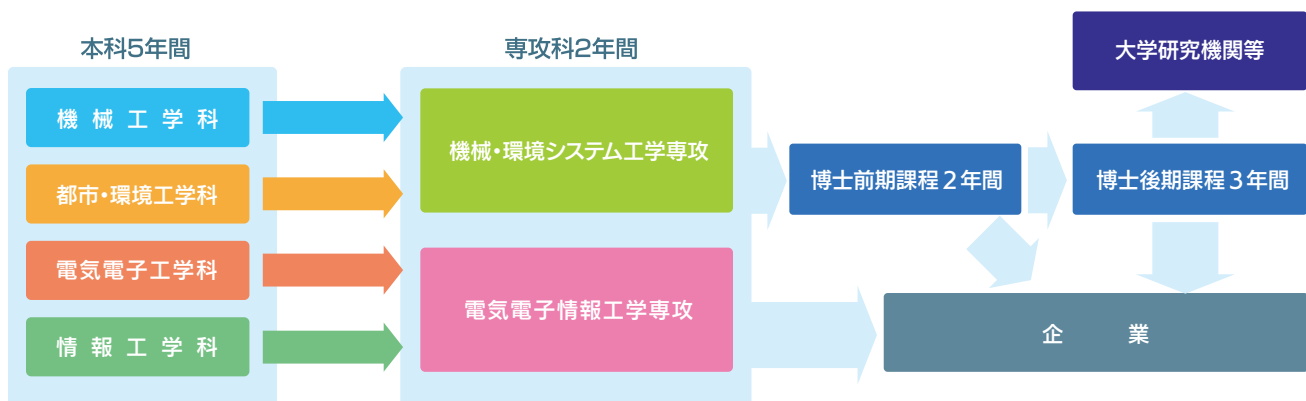 本科5年間
機械工学科
都市・環境工学科
電気電子工学科
情報工学科
専攻科2年間
機械・環境システム工学専攻
電気電子情報工学専攻
博士前期課程2年間
博士後期課程3年間
大学研究機関等
企業